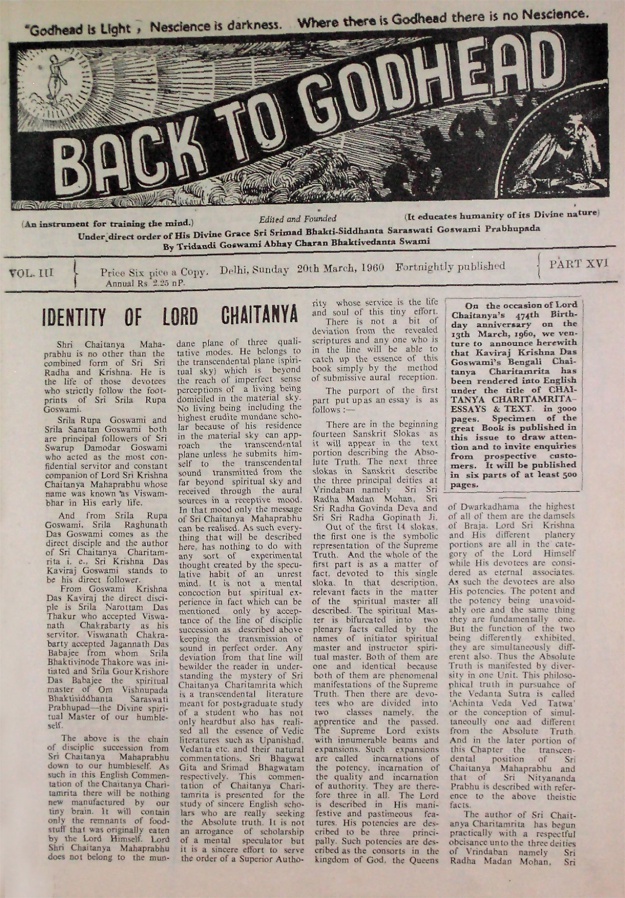 "Godhead is Light, Nescience is darkness. Where there is Godhead there is no Nescience.
BACK TO GODHEAD
(An instrument for training the mind.)
Edited and Founded
(It educates humanity of its Divine nature)
Under direct order of His Divine Grace Sri Srimad Bhakti-Siddhanta Saraswati Goswami Prabhupada
By Tridandi Goswami Abhay Charan Bhaktivedanta Swami
VOL. III
Price Six pice a Copy. Delhi, Sunday 20th March, 1960 Fortnightly published
Annual Rs 2.25 nP.
PART XVI
IDENTITY OF LORD CHAITANYA
Shri Chaitanya Maha-
prabhu is no other than the
combined form of Sri Sri
Radha and Krishna. He is
the life of those devotees
who strictly follow the foot-
prints of Sri Srila Rupa
Goswami.
Srila Rupa Goswami and
Srila Sanatan Goswami both
are principal followers of Sri
Swarup Damodar Goswami
who acted as the most con-
fidential servitor and constant
companion of Lord Sri Krishna
Chaitanya Mahaprabhu whose
name was known as Viswam-
bhar in His early life.
And from Srila Rupa
Goswami, Srila Raghunath
Das Goswami comes as the
direct disciple and the author
of Sri Chaitanya Charitam-
rita i. e., Sri Krishna Das
Kaviraj Goswami stands to
be his direct follower.
From Goswami Krishna
Das Kaviraj the direct disci-
ple is Srila Narottam Das
Thakur who accepted Viswa-
nath Chakrabarty as his
servitor. Viswanath Chakra-
barty accepted Jagannath Das
Babajee from whom Srila
Bhaktivinode Thakore was ini-
tiated and Srila Gour Kishore
Das Babajee the spiritual
master of Om Vishnupada
Bhaktisiddhanta Saraswati
Prabhupad—the Divine spiri-
tual Master of our humble-
self.
The above is the chain
of disciplic succession from
Sri Chaitanya Mahaprabhu
down to our humbleself. As
such in this English Commen-
tation of the Chaitanya Chari-
tamrita there will be nothing
new manufactured by our
tiny brain. It will contain
only the remnants of food-
stuff that was originally eaten
by the Lord Himself. Lord
Shri Chaitanya Mahaprabhu
does not belong to the mun-
dane plane of three quali-
tative modes. He belongs to
the transcendental plane (spiri-
tual sky) which is beyond
the reach of imperfect sense
perceptions of a living being
domiciled in the material sky.
No living being including the
highest erudite mundane scho-
lar because of his residence
in the material sky can app-
roach the transcendental
plane unless he submits him-
self to the transcendental
sound transmitted from the
far beyond spiritual sky and
received through the aural
sources in a receptive mood.
In that mood only the message
of Sri Chaitanya Mahaprabhu
can be realised. As such every-
thing that will be described
here, has nothing to do with
any sort of experimental
thought created by the specu-
lative habit of an unrest
mind. It is not a mental
concoction but spiritual ex-
perience in fact which can be
mentioned only by accep-
tance of the line of disciplic
succession as described above
keeping the transmission of
sound in perfect order. Any
deviation from that line will
bewilder the reader in under-
standing the mystery of Sri
Chaitanya Charitamrita which
is a transcendental literature
meant for postgraduate study
of a student who has not
only heardbut also has reali-
sed all the essence of Vedic
literatures such as Upanishad,
Vedanta etc. and their natural
commentations, Sri Bhagwat
Gita and Srimad Bhagwatam
respectively. This commen-
tation of Chaitanya Chari-
tamrita is presented for the
study of sincere English scho-
lars who are really seeking
the Absolute truth. It is not
an arrogance of scholarship
of a mental speculator but
it is a sincere effort to serve
the order of a Superior Autho-
rity whose service is the life
and soul of this tiny effort.
There is not a bit of
deviation from the revealed
scriptures and any one who is
in the line will be able to
catch up the essence of this
book simply by the method
of submissive aural reception.
The purport of the first
part put up as an essay is as
follows :—
There are in the beginning
fourteen Sanskrit Slokas as
it will appear in the text
portion describing the Abso-
lute Truth. The next three
slokas in Sanskrit describe
the three principal deities at
Vrindaban namely Sri Sri
Radha Madan Mohan, Sri
Sri Radha Govinda Deva and
Sri Sri Radha Gopinath Ji.
Out of the first 14 slokas,
the first one is the symbolic
representation of the Supreme
Truth. And the whole of the
first part is as a matter of
fact, devoted to this single
sloka. In that description,
relevant facts in the matter
of the spiritual master all
described. The spiritual Mas-
ter is bifurcated into two
plenary facts called by the
names of initiator spiritual
master and instructor spiri-
tual master. Both of them are
one and identical because
both of them are phenomenal
manifestations of the Supreme
Truth. Then there are devo-
tees who are divided into
two classes namely, the
apprentice and the passed.
The Supreme Lord exists
with innumerable beams and
expansions. Such expansions
are called incarnations of
the potency, incarnation of
the quality and incarnation
of authority. They are there-
fore three in all. The Lord
is described in His mani-
festive and pastimeous fea-
tures. His potencies are des-
cribed to be three princi-
pally. Such potencies are des-
cribed as the consorts in the
kingdom of God, the Queens
On the occasion of Lord
Chaitanya's 474th Birth-
day anniversary on the
13th March, 1960, we ven-
ture to announce herewith
that Kaviraj Krishna Das
Goswami's Bengali Chai-
tanya Charitamrita has
been rendered into English
under the title of CHAI-
TANYA CHARITAMRITA—
ESSAYS & TEXT. in 3000
pages. Specimen of the
great Book is published in
this issue to draw atten-
tion and to invite enquiries
from prospective custo-
mers. It will be published
in six parts of at least 500
pages.
of Dwarkadhama the highest
of all of them are the damsels
of Braja. Lord Sri Krishna
and His different platery
portions are all in the cate-
gory of the Lord Himself
while His devotees are consi-
dered as eternal associates.
As such the devotees are also
His potencies. The potent and
the potency being unavoid-
ably one and the same thing
they are fundamentally one.
But the function of the two
being differently exhibited,
they are simultaneously diff-
erent also. Thus the Absolute
Truth is manifested by diver-
sity in one Unit. This philoso-
phical truth in pursuance of
the Vedanta Sutra is called
'Achinta Veda Ved Tatwa'
or the conception of simul-
taneously one aad different
from the Absolute Truth.
And in the later portion of
this Chapter the transcen-
dental position of Sri
Chaitanya Mahaprabhu and
that of Sri Nityananda
Prabhu is described with refer-
ence to the above theistic
facts.
The author of Sri Chait-
anya Charitamrita has begun
practically with a respectful
obisance unto the three deities
of Vrindaban namely Sri
Radha Madan Mohan, Sri